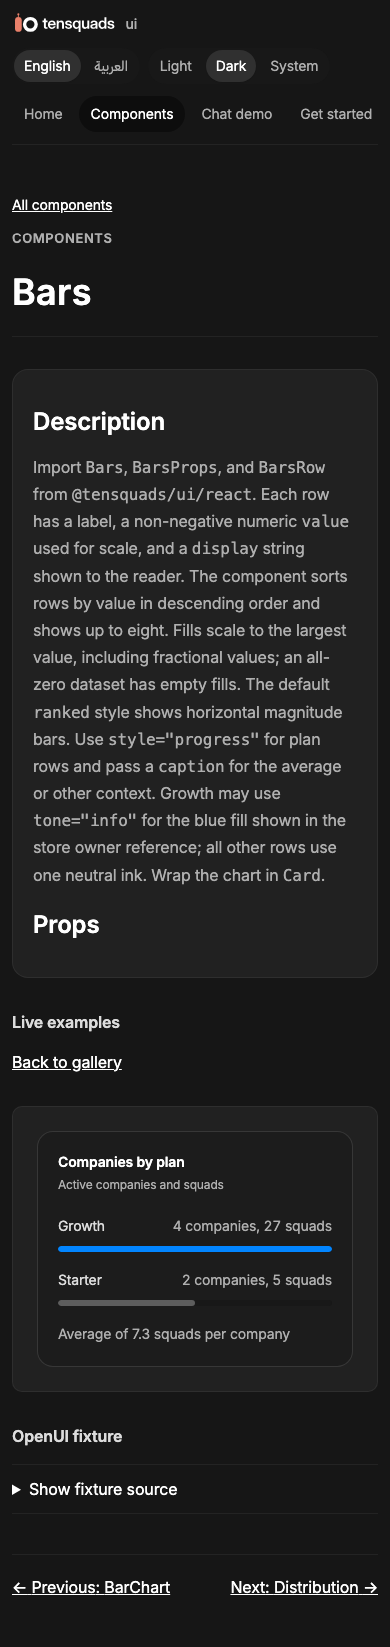 tensquads ui
English العربية Light Dark System
Home Components Chat demo Get started
All components
COMPONENTS
Bars
Description
Import Bars, BarsProps, and BarsRow
from @tensquads/ui/react. Each row
has a label, a non-negative numeric value
used for scale, and a display string
shown to the reader. The component sorts
rows by value in descending order and
shows up to eight. Fills scale to the largest
value, including fractional values; an all-
zero dataset has empty fills. The default
ranked style shows horizontal magnitude
bars. Use style="progress" for plan
rows and pass a caption for the average
or other context. Growth may use
tone="info" for the blue fill shown in the
store owner reference; all other rows use
one neutral ink. Wrap the chart in Card.
Props
Live examples
Back to gallery
Companies by plan
Active companies and squads
Growth 4 companies, 27 squads
Starter 2 companies, 5 squads
Average of 7.3 squads per company
OpenUI fixture
▶ Show fixture source
← Previous: BarChart Next: Distribution →